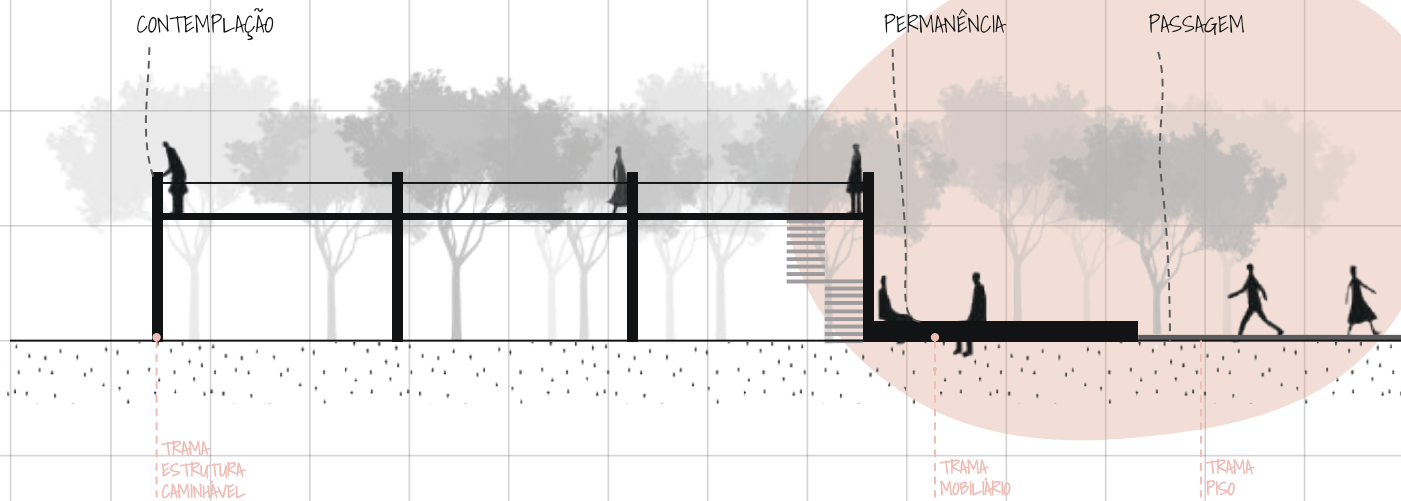 CONTEMPLAÇÃO
PERMANÊNCIA
PASSAGEM
TRAMA
ESTRUTURA
CAMINHÁVEL
TRAMA
MOBILIÁRIO
TRAMA
PISO